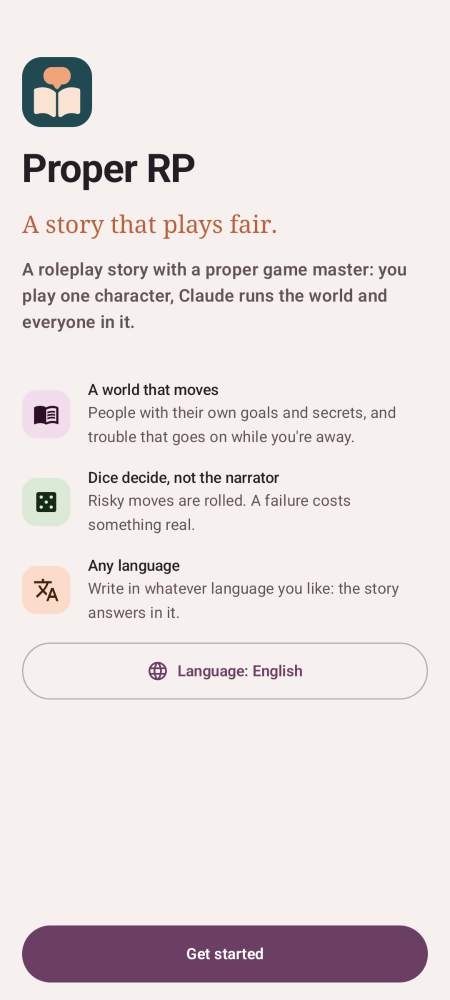 Proper RP
A story that plays fair.
A roleplay story with a proper game master: you
play one character, Claude runs the world and
everyone in it.
A world that moves
People with their own goals and secrets, and
trouble that goes on while you're away.
Dice decide, not the narrator
Risky moves are rolled. A failure costs
something real.
Any language
Write in whatever language you like: the story
answers in it.
Language: English
Get started